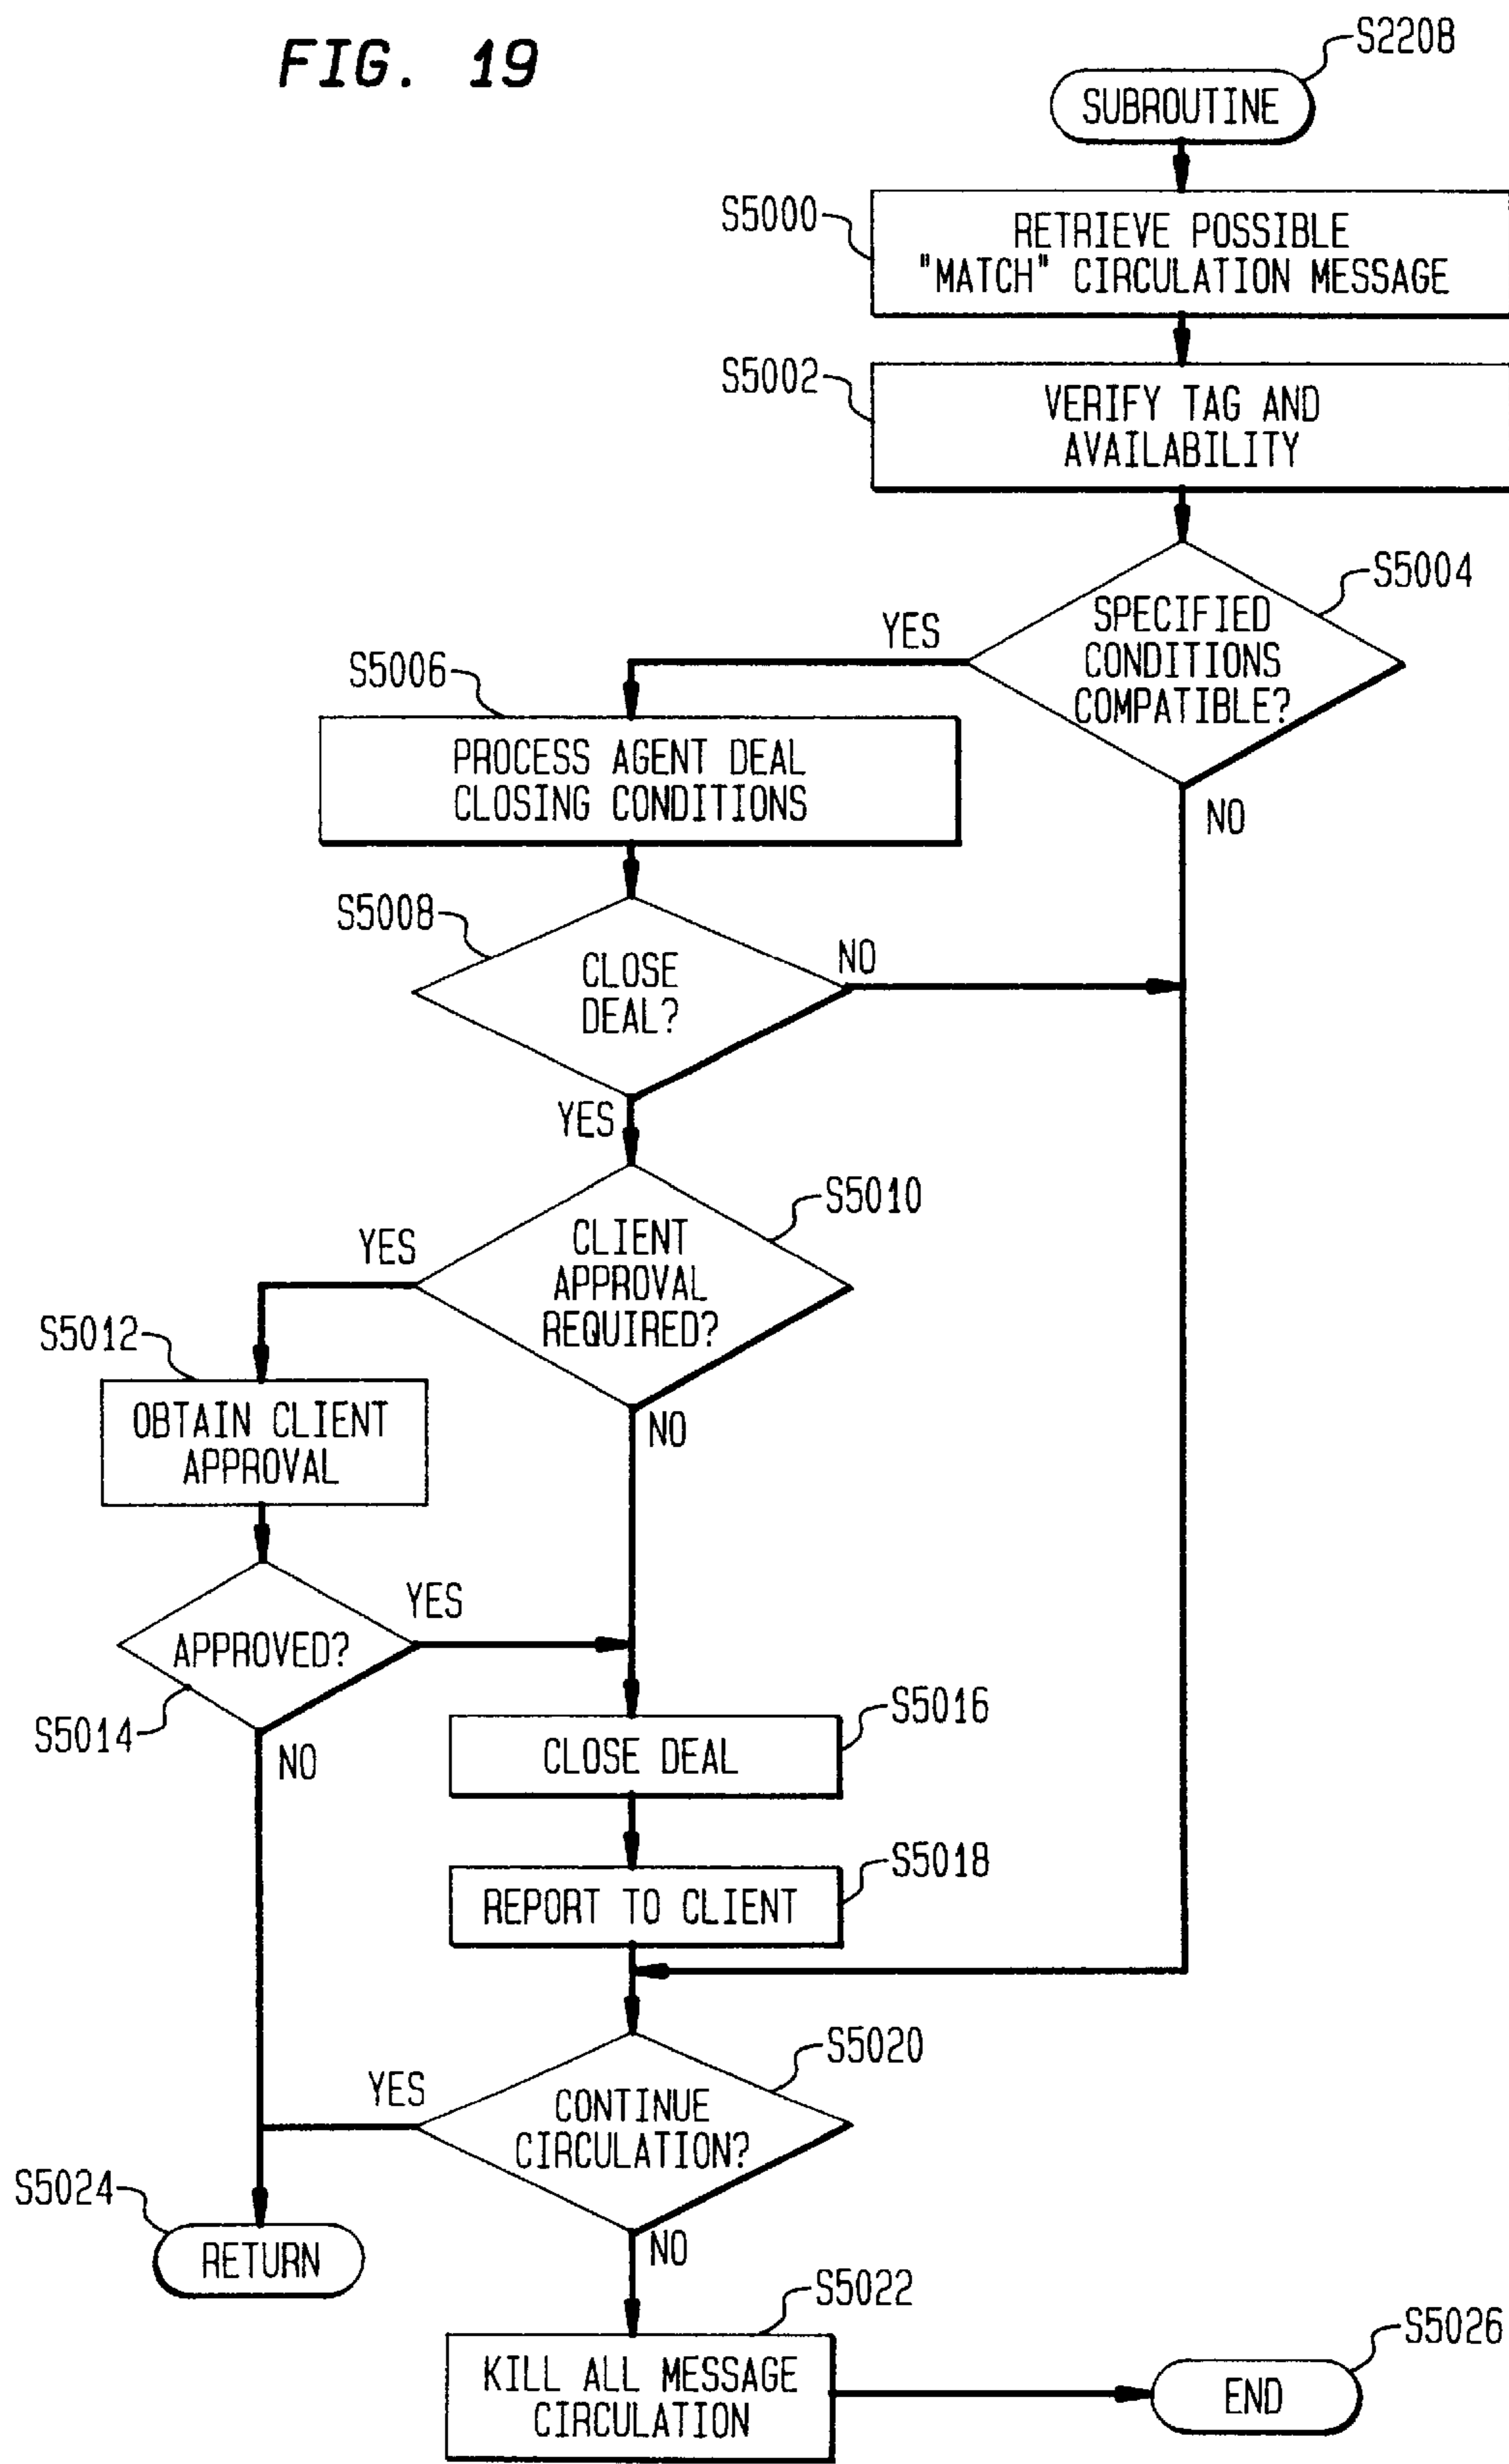 FIG. 19
S2208
SUBROUTINE
S5000
RETRIEVE POSSIBLE
"MATCH" CIRCULATION MESSAGE
S5002
VERIFY TAG AND
AVAILABILITY
S5004
SPECIFIED
CONDITIONS
COMPATIBLE?
YES
NO
S5006
PROCESS AGENT DEAL
CLOSING CONDITIONS
S5008
CLOSE
DEAL?
NO
YES
S5010
CLIENT
APPROVAL
REQUIRED?
YES
NO
S5012
OBTAIN CLIENT
APPROVAL
APPROVED?
YES
S5014
NO
S5016
CLOSE DEAL
S5018
REPORT TO CLIENT
S5020
CONTINUE
CIRCULATION?
YES
NO
S5024
RETURN
S5022
KILL ALL MESSAGE
CIRCULATION
S5026
END